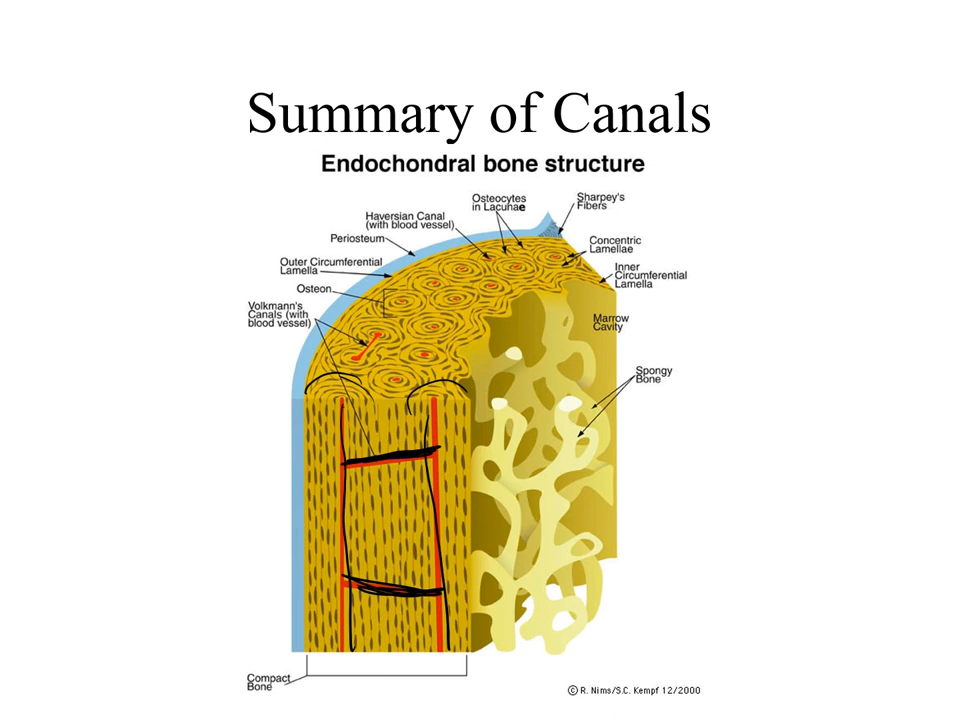 Summary of Canals
Endochondral bone structure
Osteocytes
in Lacunae
Sharpey's
Fibers
Haversian Canal
(with blood vessel)
Periosteum
Concentric
Lamellae
Outer Circumferential
Lamella
Inner
Circumferential
Lamella
Osteon
Volkmann's
Canals (with
blood vessel)
Marrow
Cavity
Spongy
Bone
Compact
Bone
© R. Nims/S.C. Kempf 12/2000